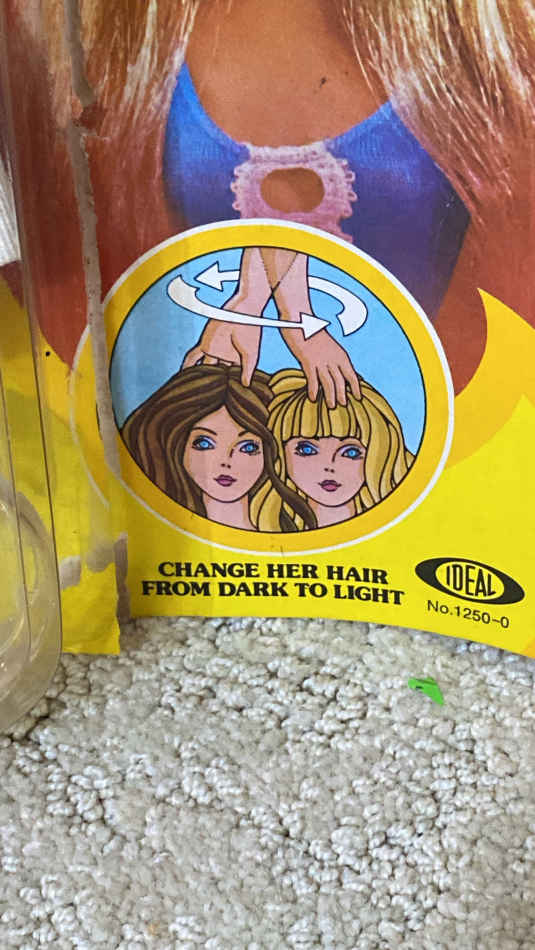 CHANGE HER HAIR
FROM DARK TO LIGHT
IDEAL
No.1250-0